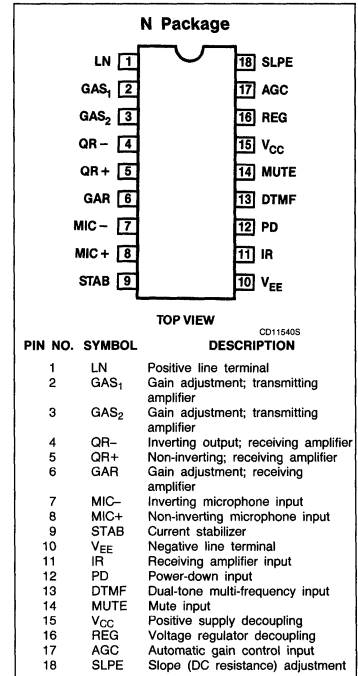 N Package
LN 1 18 SLPE
GAS₁ 2 17 AGC
GAS₂ 3 16 REG
QR − 4 15 V_CC
QR + 5 14 MUTE
GAR 6 13 DTMF
MIC − 7 12 PD
MIC + 8 11 IR
STAB 9 10 V_EE
TOP VIEW
CD11540S
PIN NO. SYMBOL DESCRIPTION
1 LN Positive line terminal
2 GAS₁ Gain adjustment; transmitting
amplifier
3 GAS₂ Gain adjustment; transmitting
amplifier
4 QR− Inverting output; receiving amplifier
5 QR+ Non-inverting; receiving amplifier
6 GAR Gain adjustment; receiving
amplifier
7 MIC− Inverting microphone input
8 MIC+ Non-inverting microphone input
9 STAB Current stabilizer
10 V_EE Negative line terminal
11 IR Receiving amplifier input
12 PD Power-down input
13 DTMF Dual-tone multi-frequency input
14 MUTE Mute input
15 V_CC Positive supply decoupling
16 REG Voltage regulator decoupling
17 AGC Automatic gain control input
18 SLPE Slope (DC resistance) adjustment